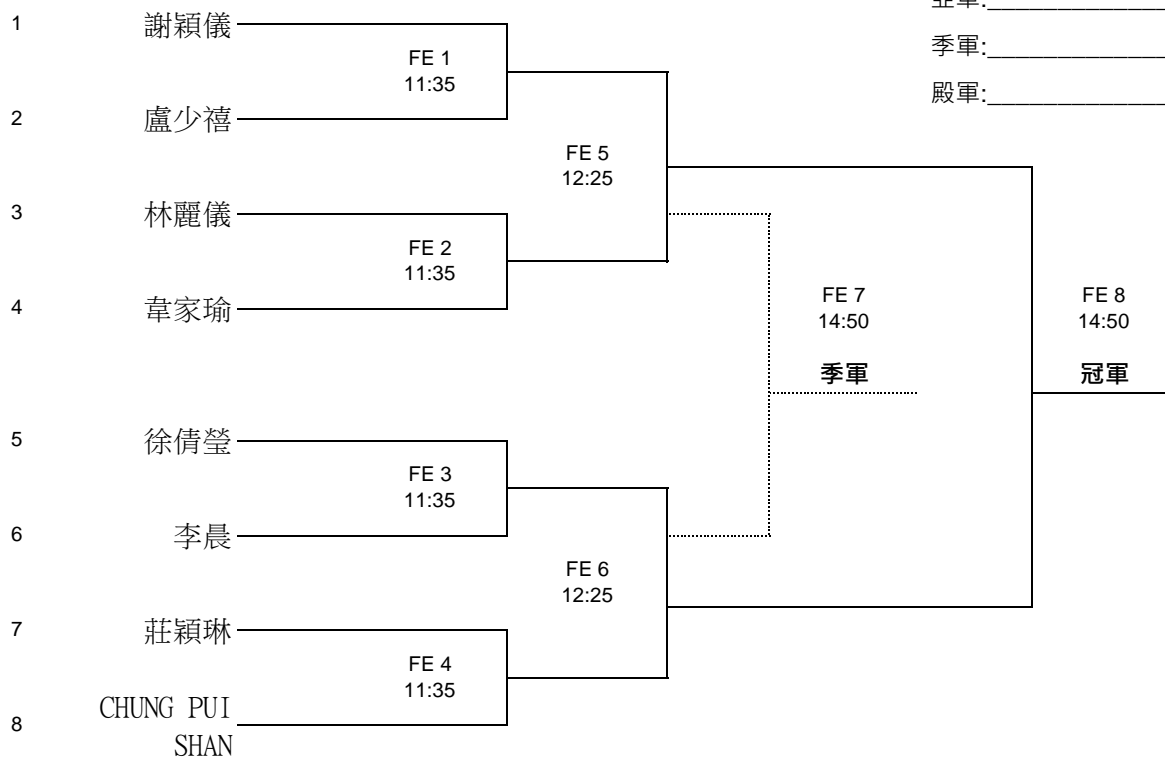 亞軍:
季軍:
殿軍:
1 謝穎儀
FE 1
11:35
2 盧少禧
FE 5
12:25
3 林麗儀
FE 2
11:35
4 韋家瑜
FE 7
14:50
季軍
FE 8
14:50
冠軍
5 徐倩瑩
FE 3
11:35
6 李晨
FE 6
12:25
7 莊穎琳
FE 4
11:35
8 CHUNG PUI
SHAN